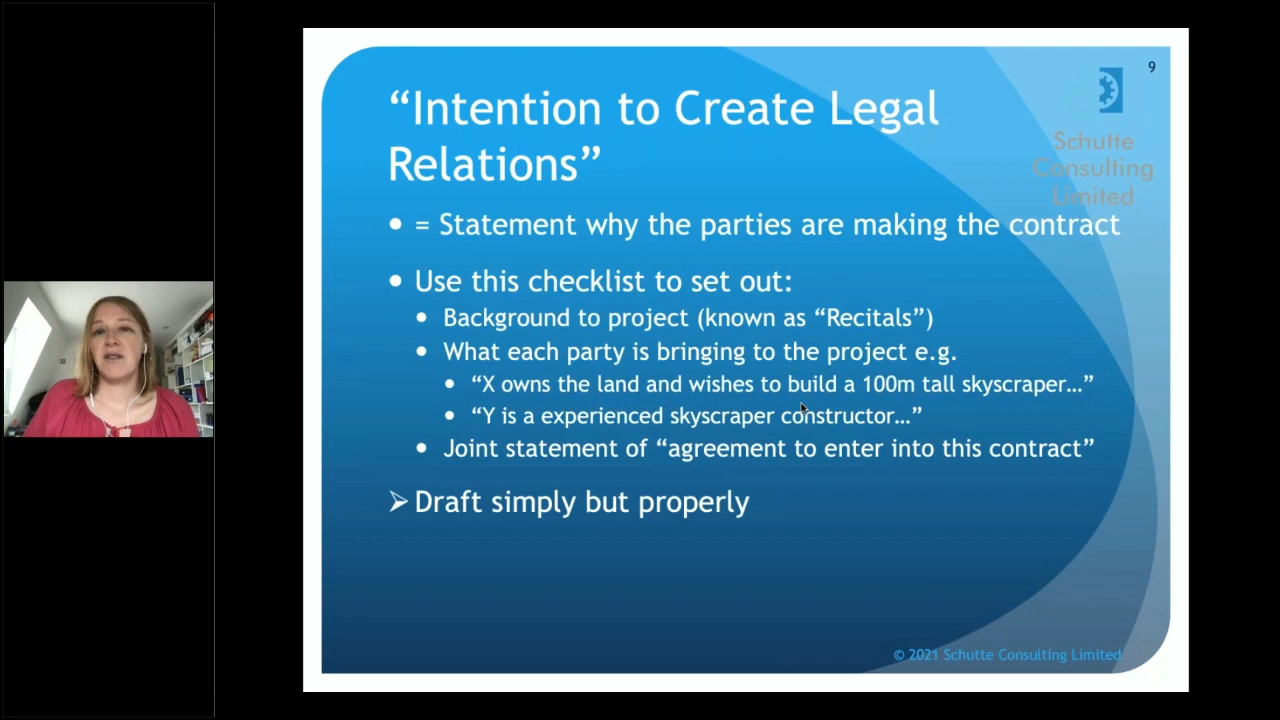 9
“Intention to Create Legal
Relations”
Schutte
Consulting
Limited
• = Statement why the parties are making the contract
• Use this checklist to set out:
• Background to project (known as “Recitals”)
• What each party is bringing to the project e.g.
• “X owns the land and wishes to build a 100m tall skyscraper…”
• “Y is a experienced skyscraper constructor…”
• Joint statement of “agreement to enter into this contract”
➢ Draft simply but properly
© 2021 Schutte Consulting Limited